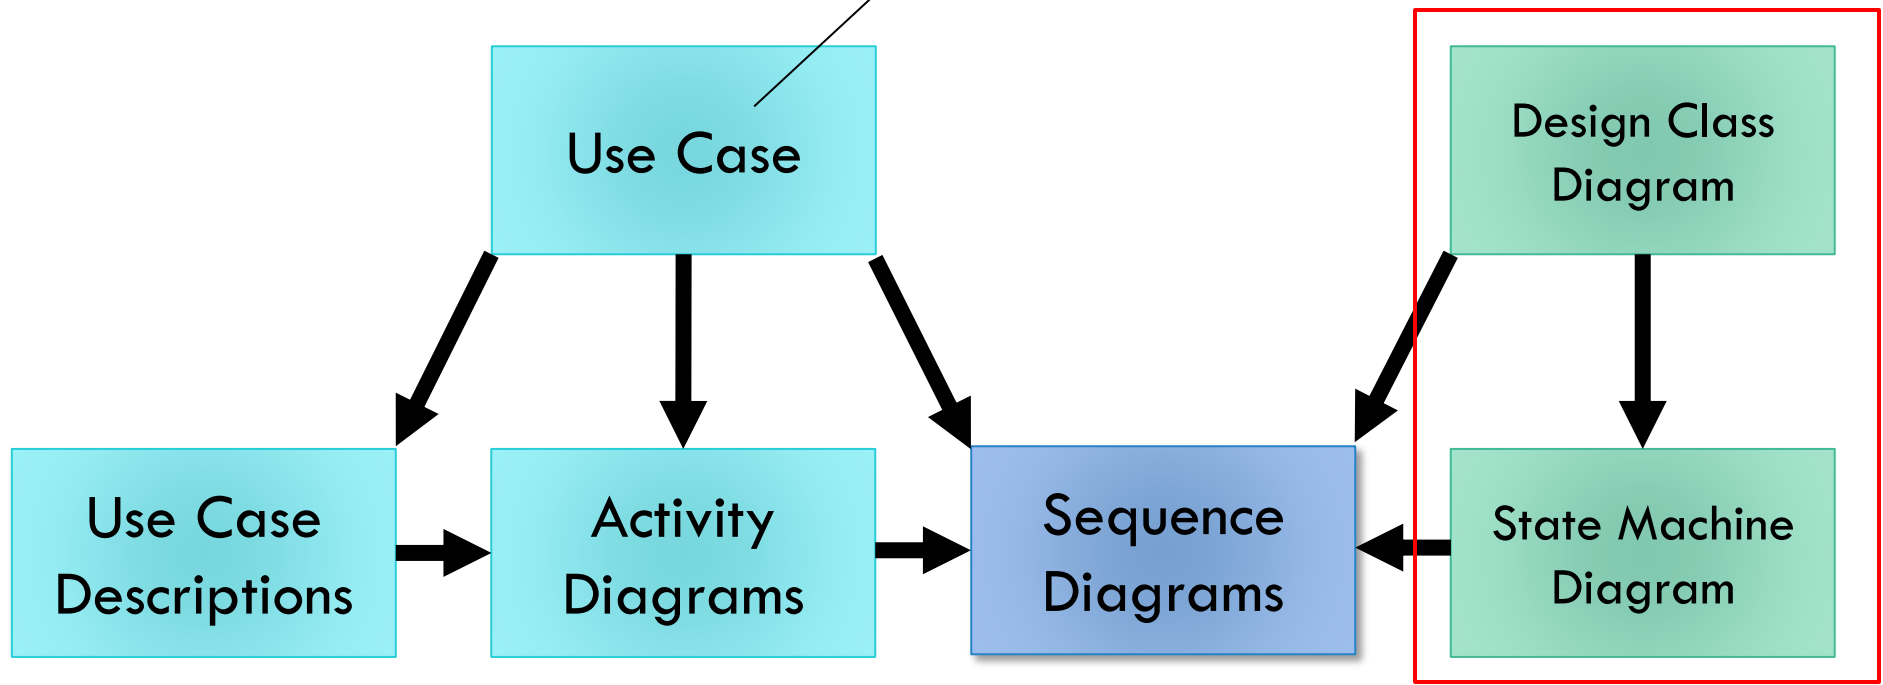 Use Case
Design Class
Diagram
Use Case
Descriptions
Activity
Diagrams
Sequence
Diagrams
State Machine
Diagram